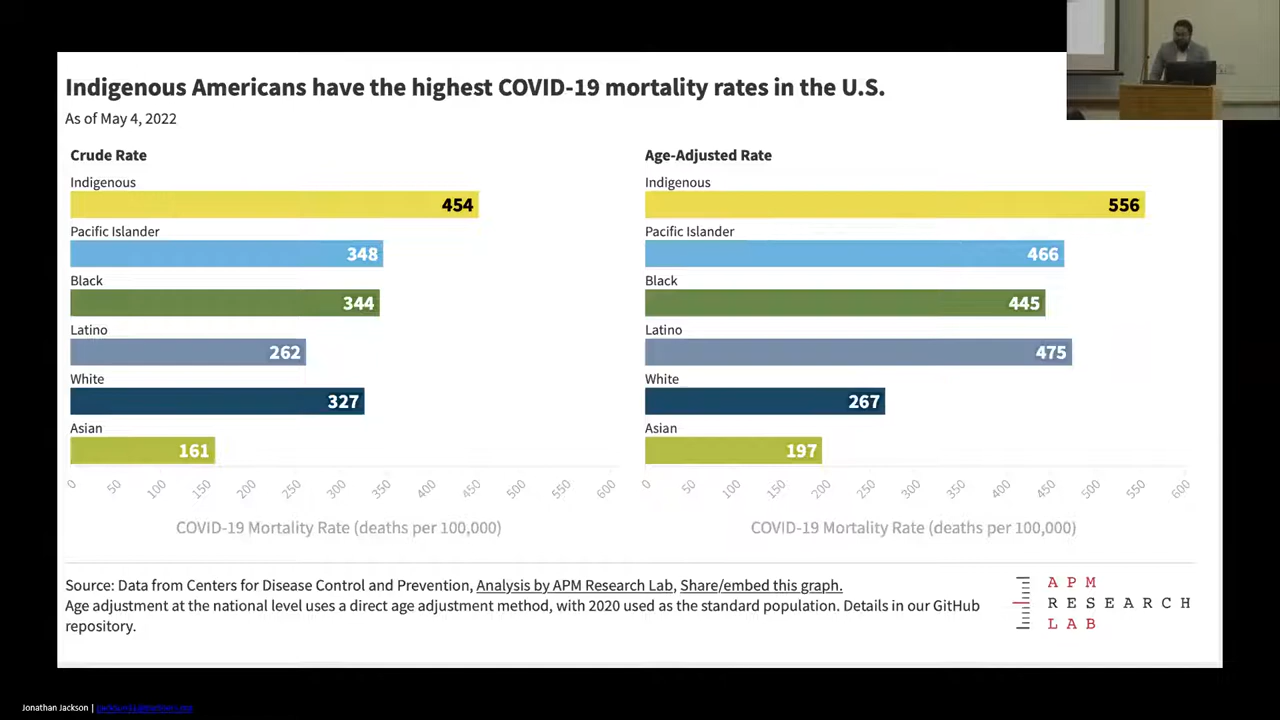 Indigenous Americans have the highest COVID-19 mortality rates in the U.S.
As of May 4, 2022
Crude Rate
Indigenous
454
Pacific Islander
348
Black
344
Latino
262
White
327
Asian
161
0 50 100 150 200 250 300 350 400 450 500 550 600
COVID-19 Mortality Rate (deaths per 100,000)
Age-Adjusted Rate
Indigenous
556
Pacific Islander
466
Black
445
Latino
475
White
267
Asian
197
0 50 100 150 200 250 300 350 400 450 500 550 600
COVID-19 Mortality Rate (deaths per 100,000)
Source: Data from Centers for Disease Control and Prevention, Analysis by APM Research Lab, Share/embed this graph.
Age adjustment at the national level uses a direct age adjustment method, with 2020 used as the standard population. Details in our GitHub
repository.
APM
RESEARCH
LAB
Jonathan Jackson |